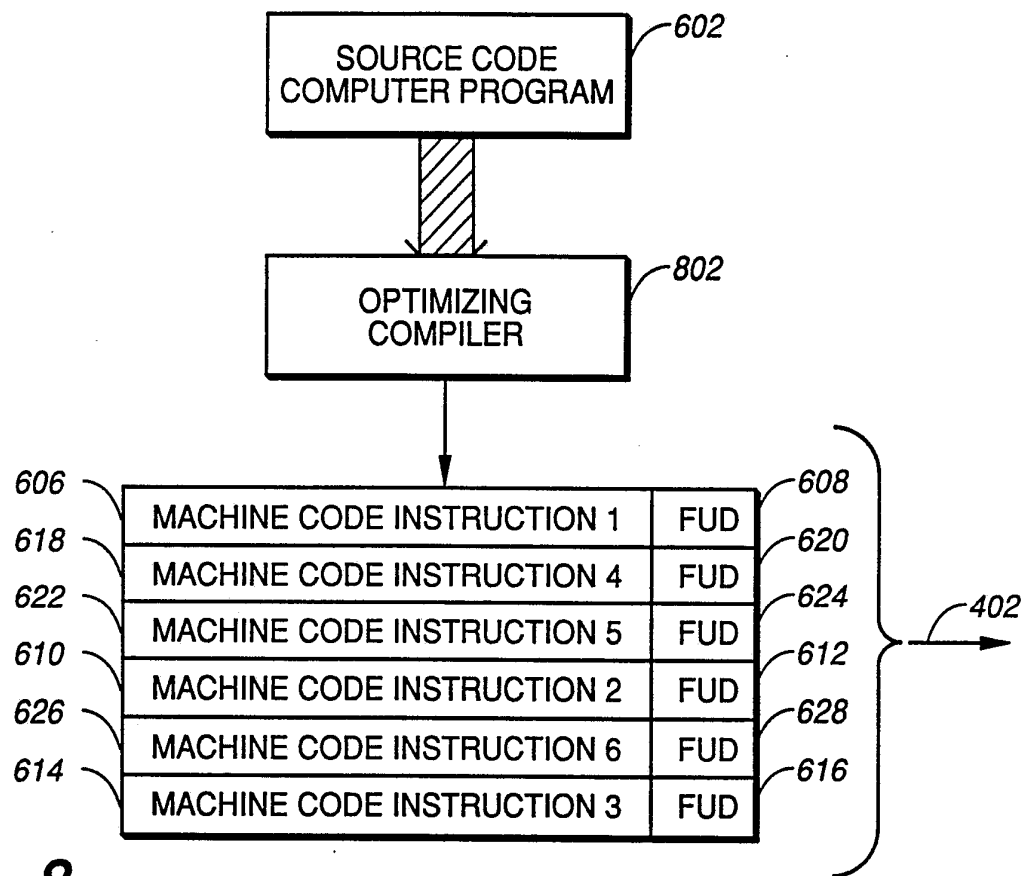 602
SOURCE CODE
COMPUTER PROGRAM
802
OPTIMIZING
COMPILER
606 MACHINE CODE INSTRUCTION 1 FUD 608
618 MACHINE CODE INSTRUCTION 4 FUD 620
622 MACHINE CODE INSTRUCTION 5 FUD 624
402
610 MACHINE CODE INSTRUCTION 2 FUD 612
626 MACHINE CODE INSTRUCTION 6 FUD 628
614 MACHINE CODE INSTRUCTION 3 FUD 616